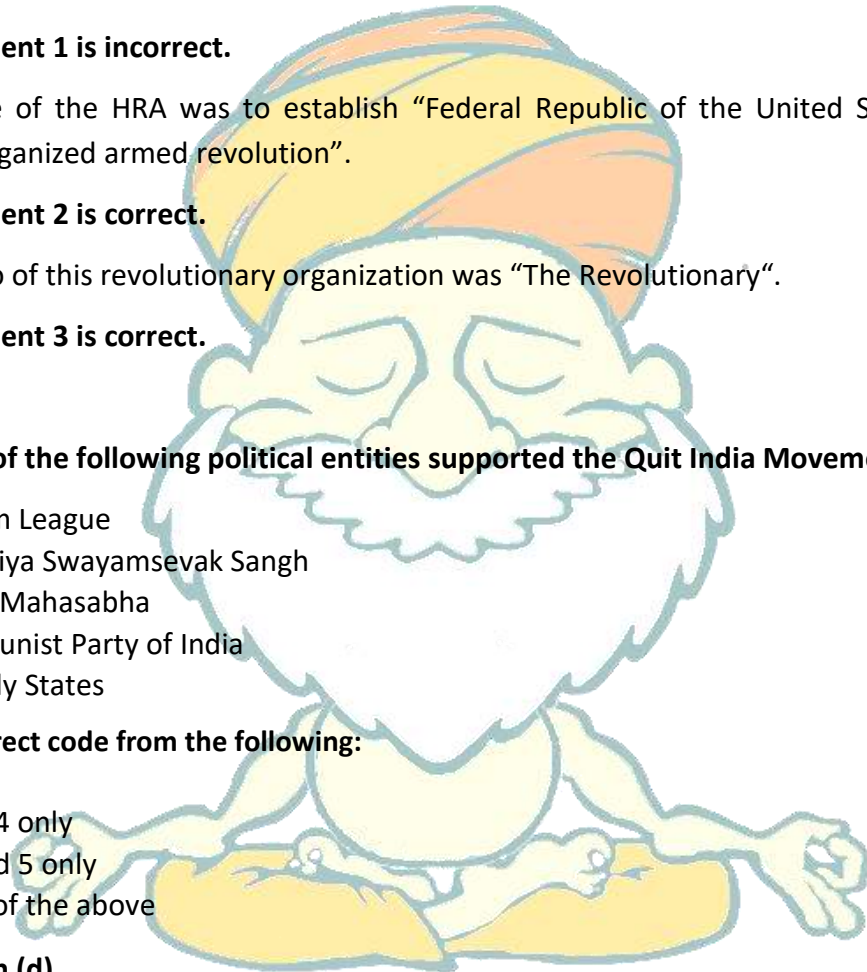 ent 1 is incorrect.
e of the HRA was to establish “Federal Republic of the United S
ganized armed revolution”.
ent 2 is correct.
o of this revolutionary organization was “The Revolutionary“.
ent 3 is correct.
of the following political entities supported the Quit India Movem
n League
iya Swayamsevak Sangh
Mahasabha
unist Party of India
ly States
rect code from the following:
4 only
d 5 only
of the above
n (d)